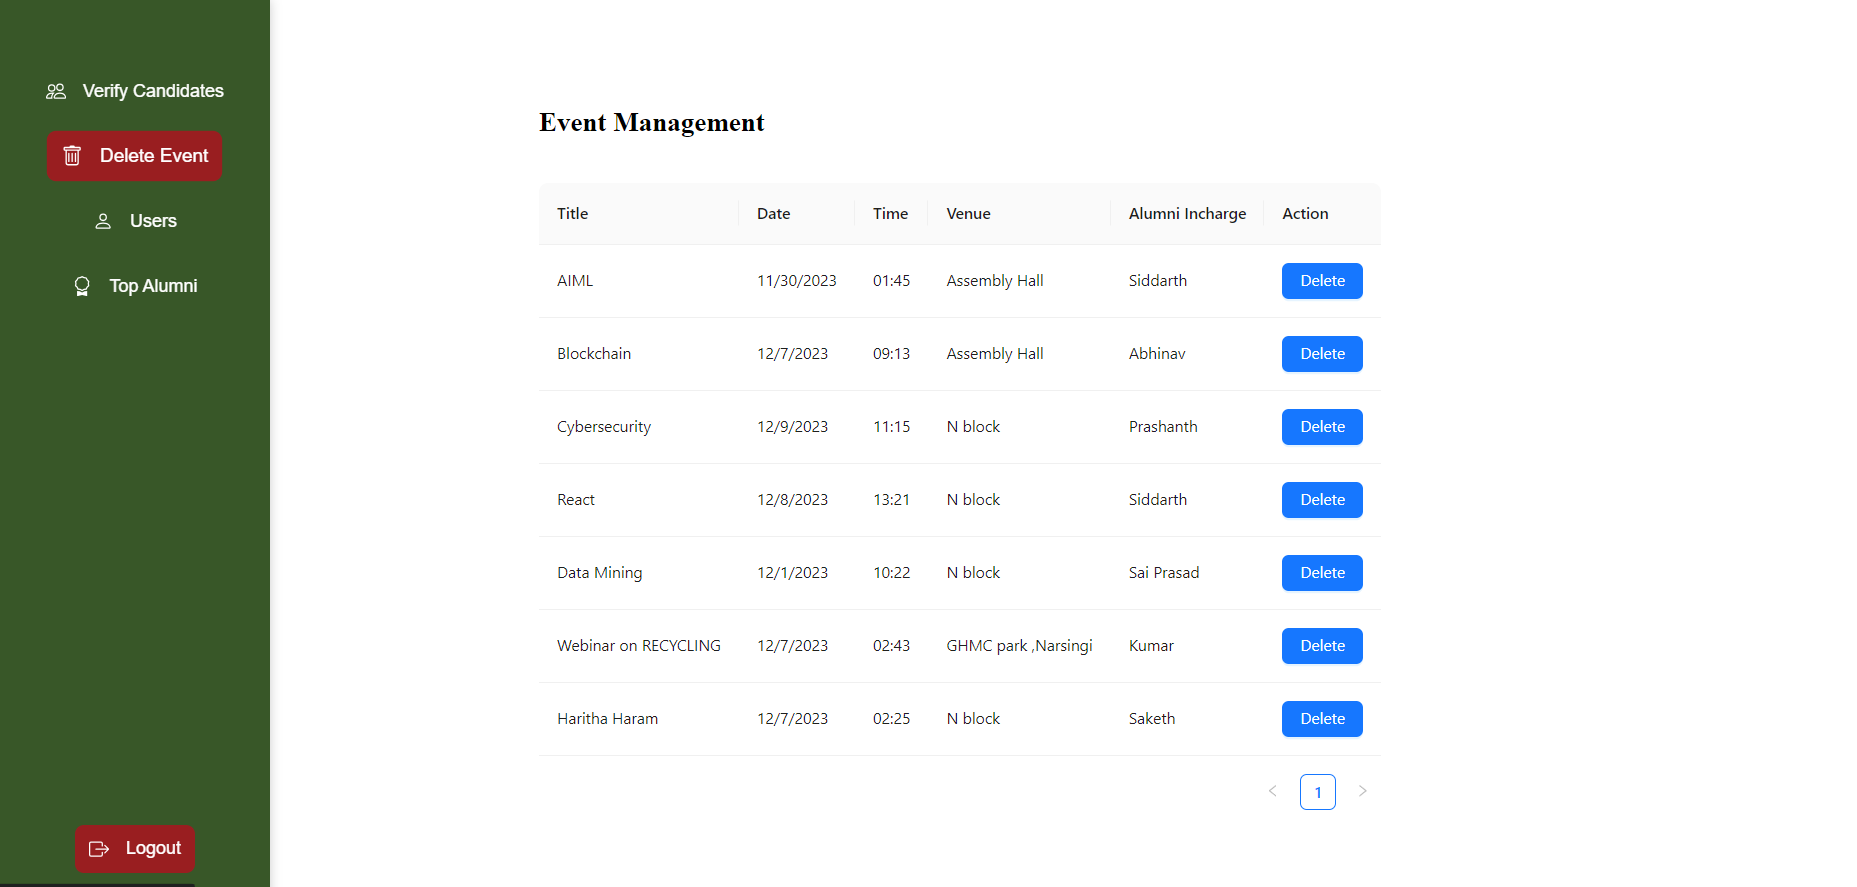 Verify Candidates
Delete Event
Users
Top Alumni
Logout
Event Management
Title Date Time Venue Alumni Incharge Action
AIML 11/30/2023 01:45 Assembly Hall Siddarth Delete
Blockchain 12/7/2023 09:13 Assembly Hall Abhinav Delete
Cybersecurity 12/9/2023 11:15 N block Prashanth Delete
React 12/8/2023 13:21 N block Siddarth Delete
Data Mining 12/1/2023 10:22 N block Sai Prasad Delete
Webinar on RECYCLING 12/7/2023 02:43 GHMC park ,Narsingi Kumar Delete
Haritha Haram 12/7/2023 02:25 N block Saketh Delete
< 1 >